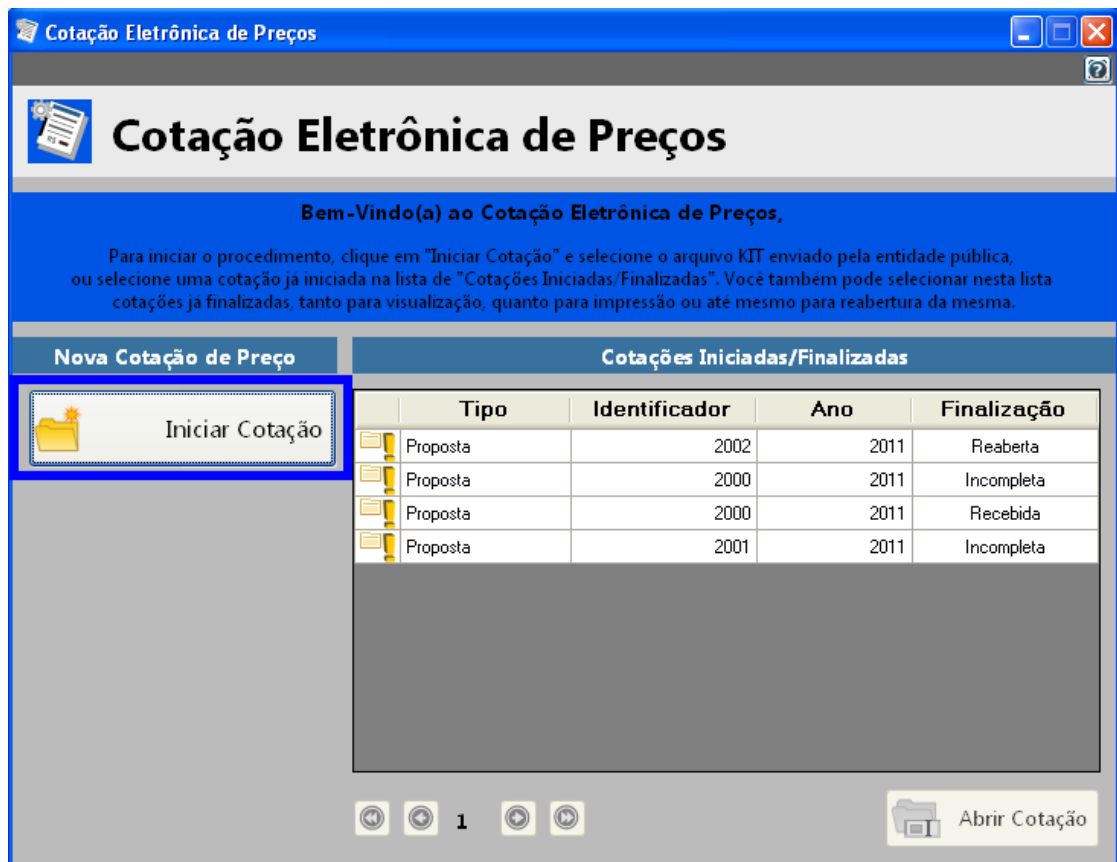 Cotação Eletrônica de Preços
Cotação Eletrônica de Preços
Bem-Vindo(a) ao Cotação Eletrônica de Preços,
Para iniciar o procedimento, clique em "Iniciar Cotação" e selecione o arquivo KIT enviado pela entidade pública,
ou selecione uma cotação já iniciada na lista de "Cotações Iniciadas/Finalizadas". Você também pode selecionar nesta lista
cotações já finalizadas, tanto para visualização, quanto para impressão ou até mesmo para reabertura da mesma.
Nova Cotação de Preço
Iniciar Cotação
Cotações Iniciadas/Finalizadas
Tipo Identificador Ano Finalização
Proposta 2002 2011 Reaberta
Proposta 2000 2011 Incompleta
Proposta 2000 2011 Recebida
Proposta 2001 2011 Incompleta
1
Abrir Cotação